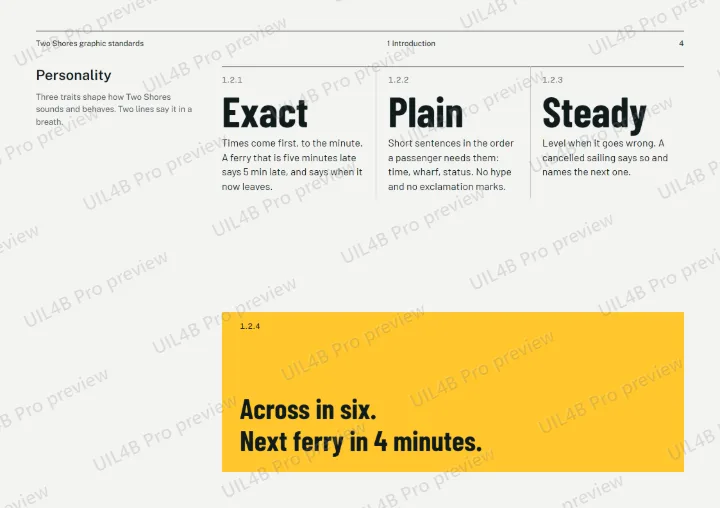 Two Shores graphic standards
1 Introduction
4
Personality
Three traits shape how Two Shores
sounds and behaves. Two lines say it in a
breath.
1.2.1
Exact
Times come first, to the minute.
A ferry that is five minutes late
says 5 min late, and says when it
now leaves.
1.2.2
Plain
Short sentences in the order
a passenger needs them:
time, wharf, status. No hype
and no exclamation marks.
1.2.3
Steady
Level when it goes wrong. A
cancelled sailing says so and
names the next one.
1.2.4
Across in six.
Next ferry in 4 minutes.
UIL4B Pro preview